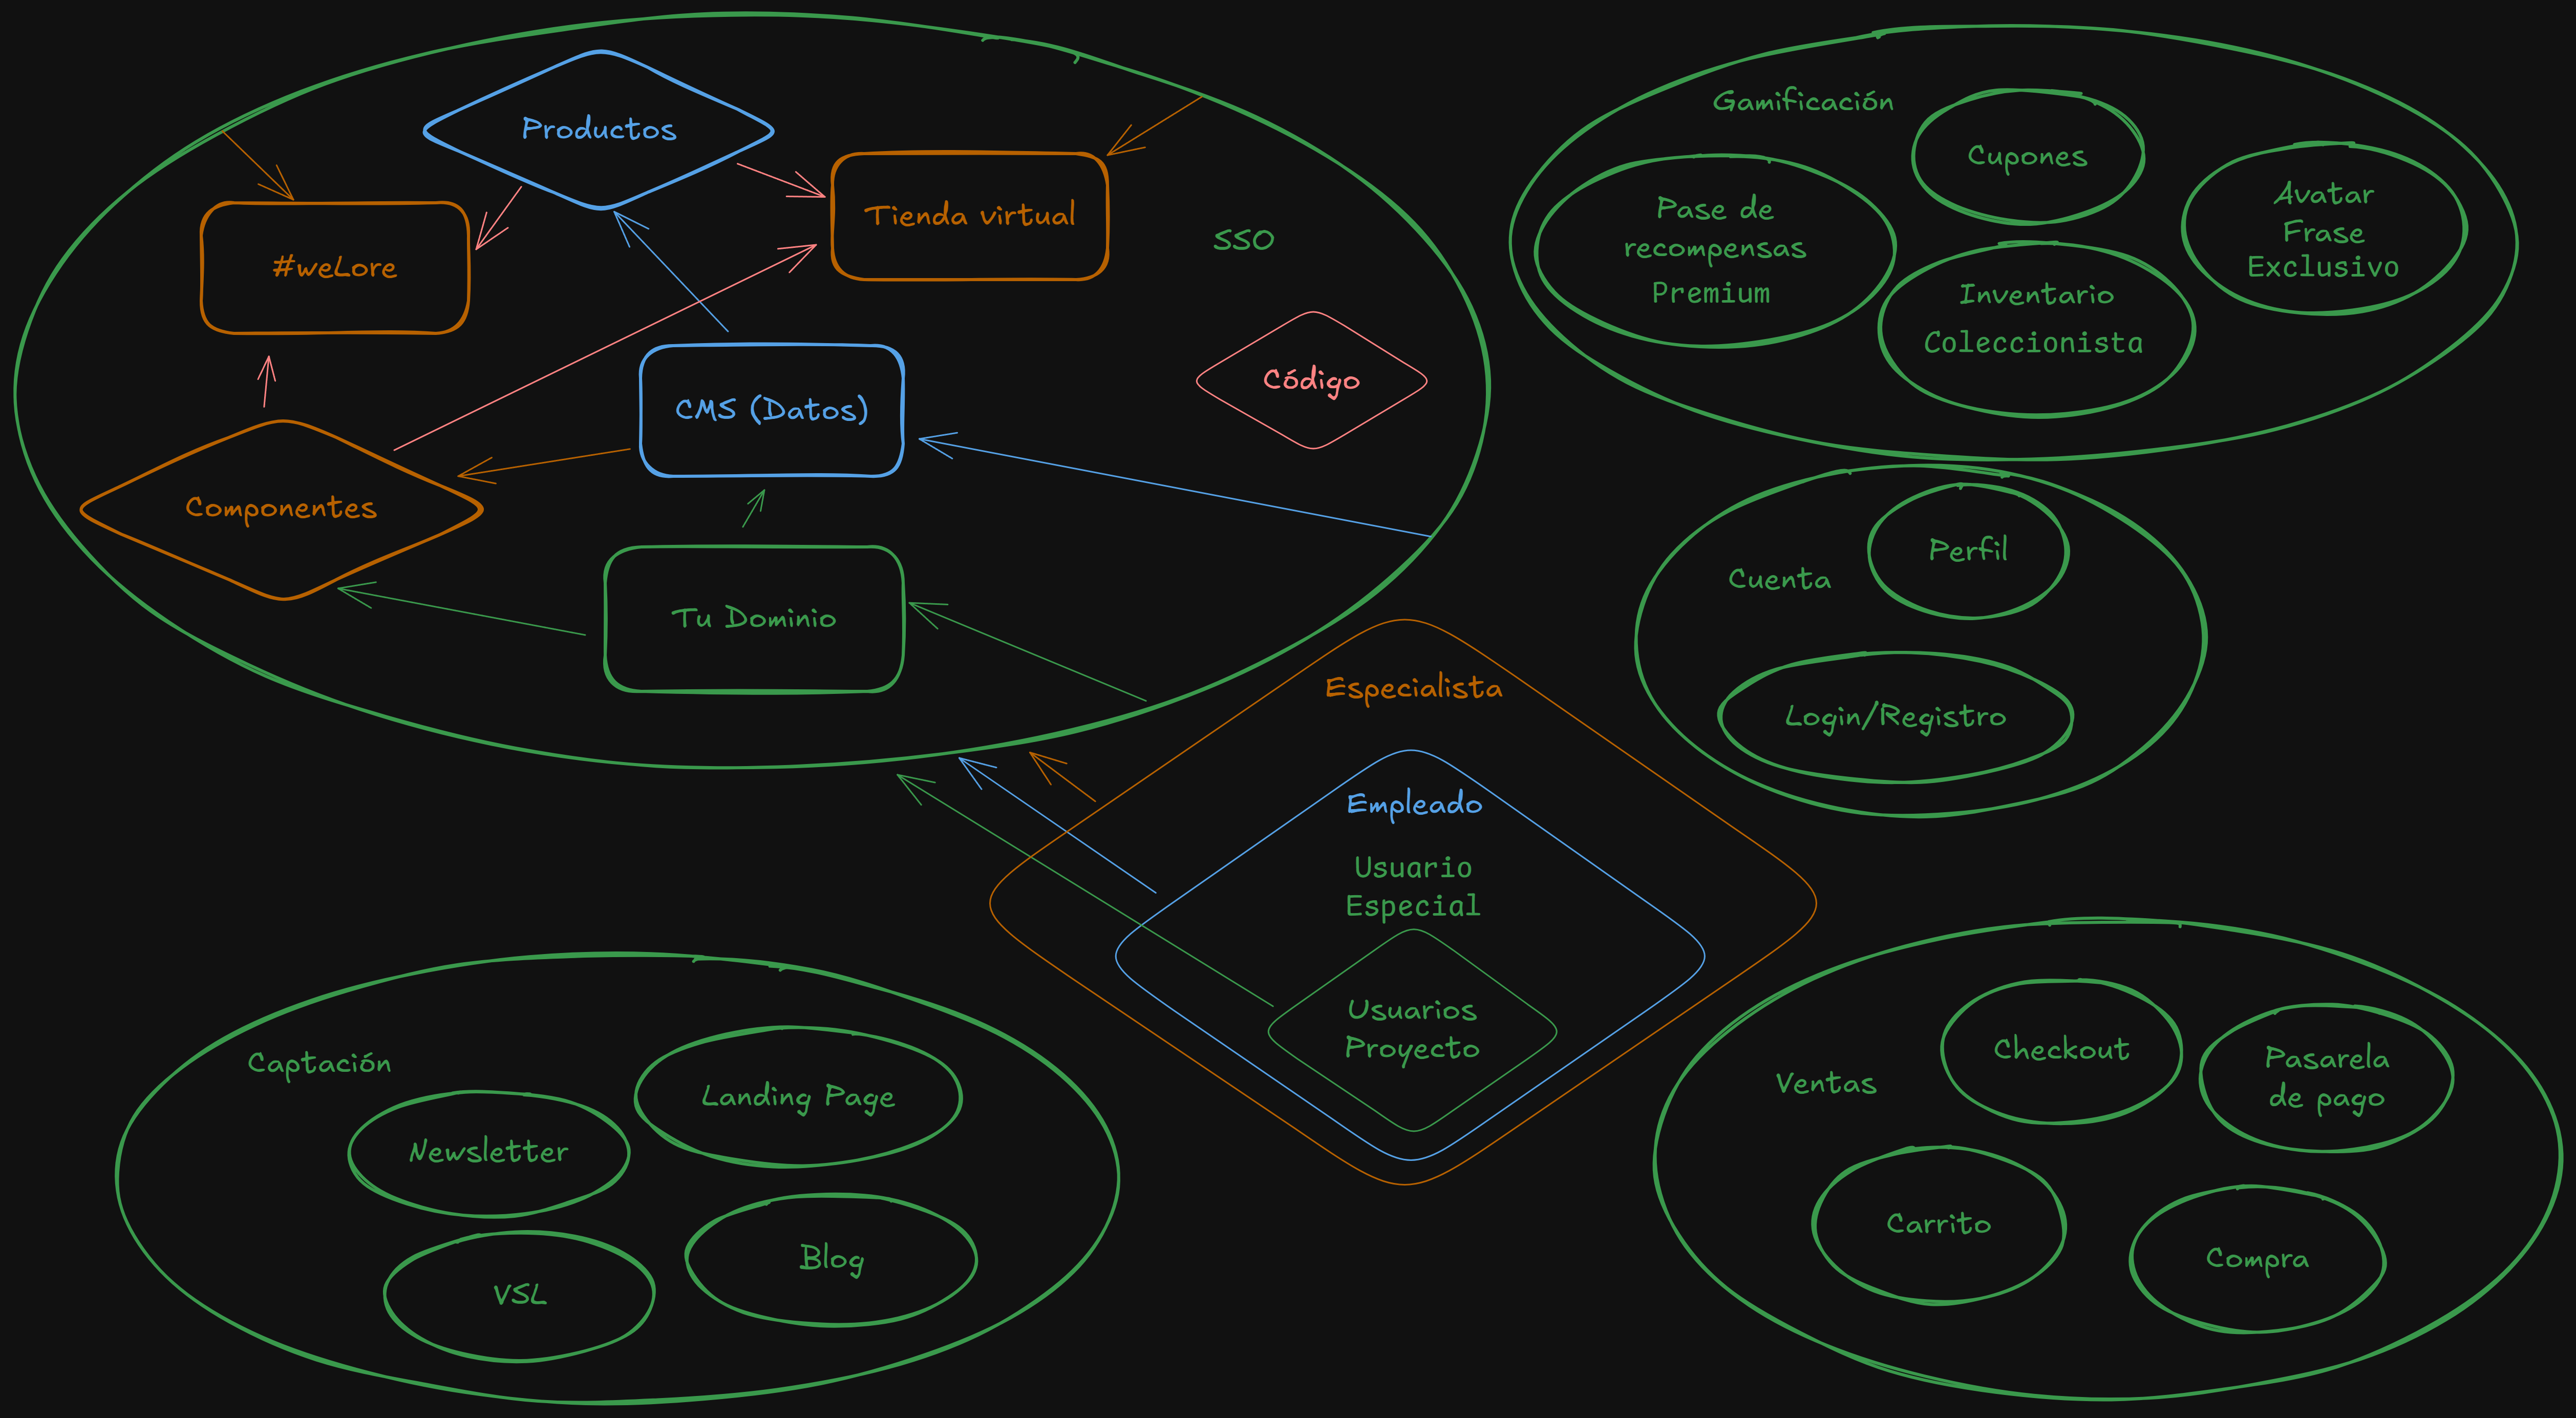 Productos
Tienda virtual
#weLore
SSO
Código
CMS (Datos)
Componentes
Tu Dominio
Gamificación
Cupones
Pase de
recompensas
Premium
Avatar
Frase
Exclusivo
Inventario
Coleccionista
Cuenta
Perfil
Login/Registro
Especialista
Empleado
Usuario
Especial
Usuarios
Proyecto
Captación
Landing Page
Newsletter
Blog
VSL
Ventas
Checkout
Pasarela
de pago
Carrito
Compra